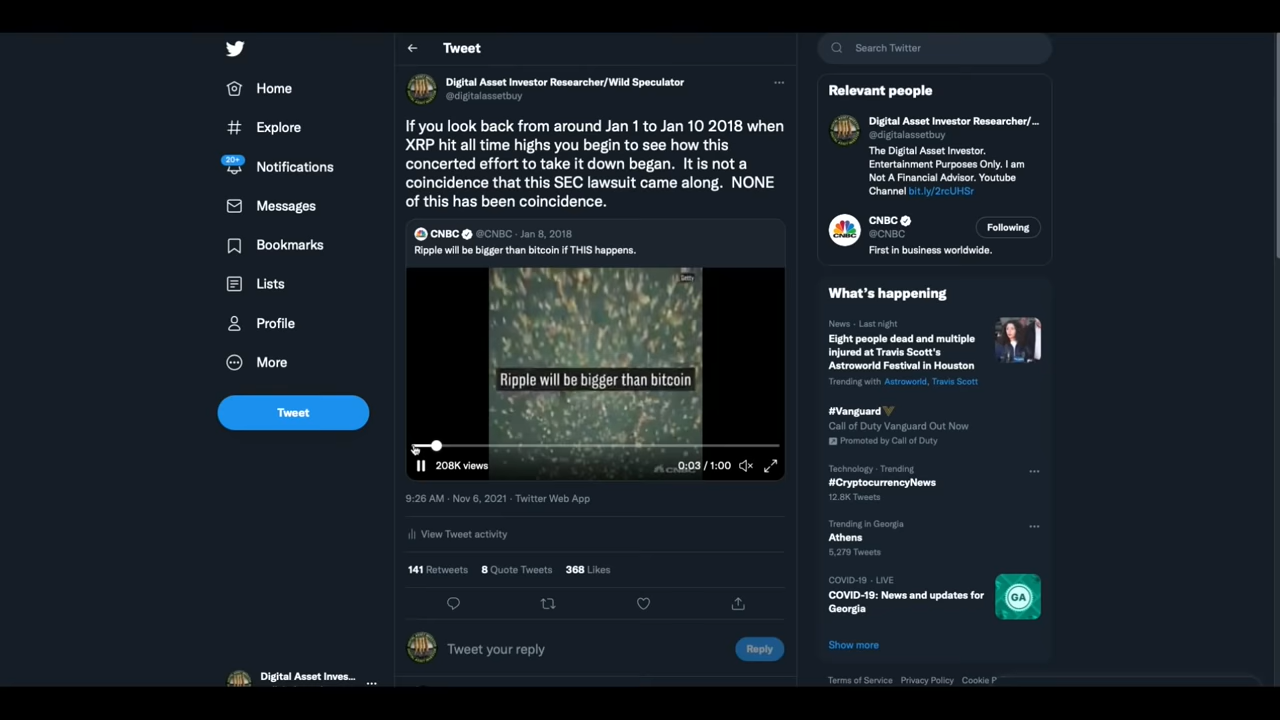 Home
Explore
20+
Notifications
Messages
Bookmarks
Lists
Profile
More
Tweet
Digital Asset Inves...
Tweet
Digital Asset Investor Researcher/Wild Speculator
@digitalassetbuy
If you look back from around Jan 1 to Jan 10 2018 when
XRP hit all time highs you begin to see how this
concerted effort to take it down began. It is not a
coincidence that this SEC lawsuit came along. NONE
of this has been coincidence.
CNBC @CNBC · Jan 8, 2018
Ripple will be bigger than bitcoin if THIS happens.
Getty
Ripple will be bigger than bitcoin
CNBC
208K views
0:03 / 1:00
9:26 AM · Nov 6, 2021 · Twitter Web App
View Tweet activity
141 Retweets 8 Quote Tweets 368 Likes
Tweet your reply
Reply
Search Twitter
Relevant people
Digital Asset Investor Researcher/...
@digitalassetbuy
The Digital Asset Investor.
Entertainment Purposes Only. I am
Not A Financial Advisor. Youtube
Channel bit.ly/2rcUHSr
CNBC
@CNBC
Following
First in business worldwide.
CNBC
What's happening
News · Last night
Eight people dead and multiple
injured at Travis Scott's
Astroworld Festival in Houston
Trending with Astroworld, Travis Scott
#Vanguard
Call of Duty Vanguard Out Now
Promoted by Call of Duty
Technology · Trending
#CryptocurrencyNews
12.8K Tweets
Trending in Georgia
Athens
5,279 Tweets
COVID-19 · LIVE
COVID-19: News and updates for
Georgia
GA
Show more
Terms of Service Privacy Policy Cookie P